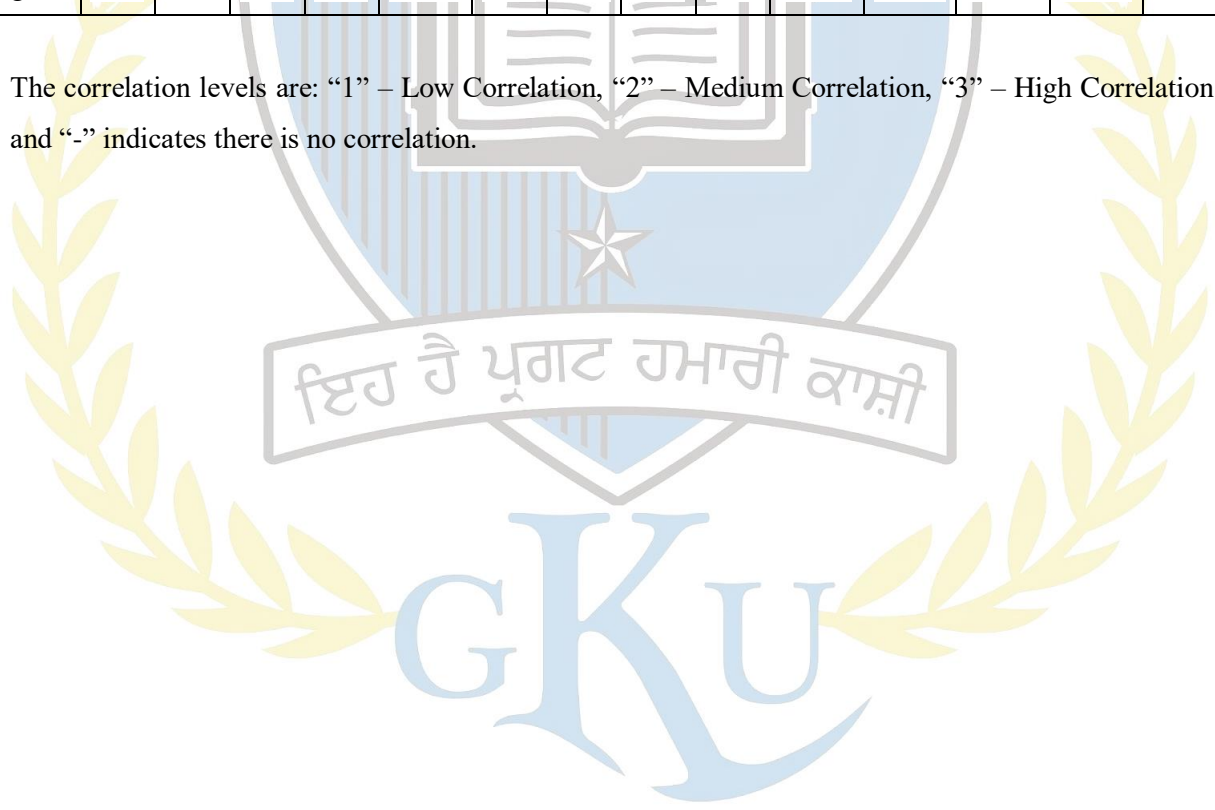 The correlation levels are: “1” – Low Correlation, “2” – Medium Correlation, “3” – High Correlation
and “-” indicates there is no correlation.
ਇਹ ਹੈ ਪ੍ਰਗਟ ਹਮਾਰੀ ਕਾਸ਼ੀ
GKU